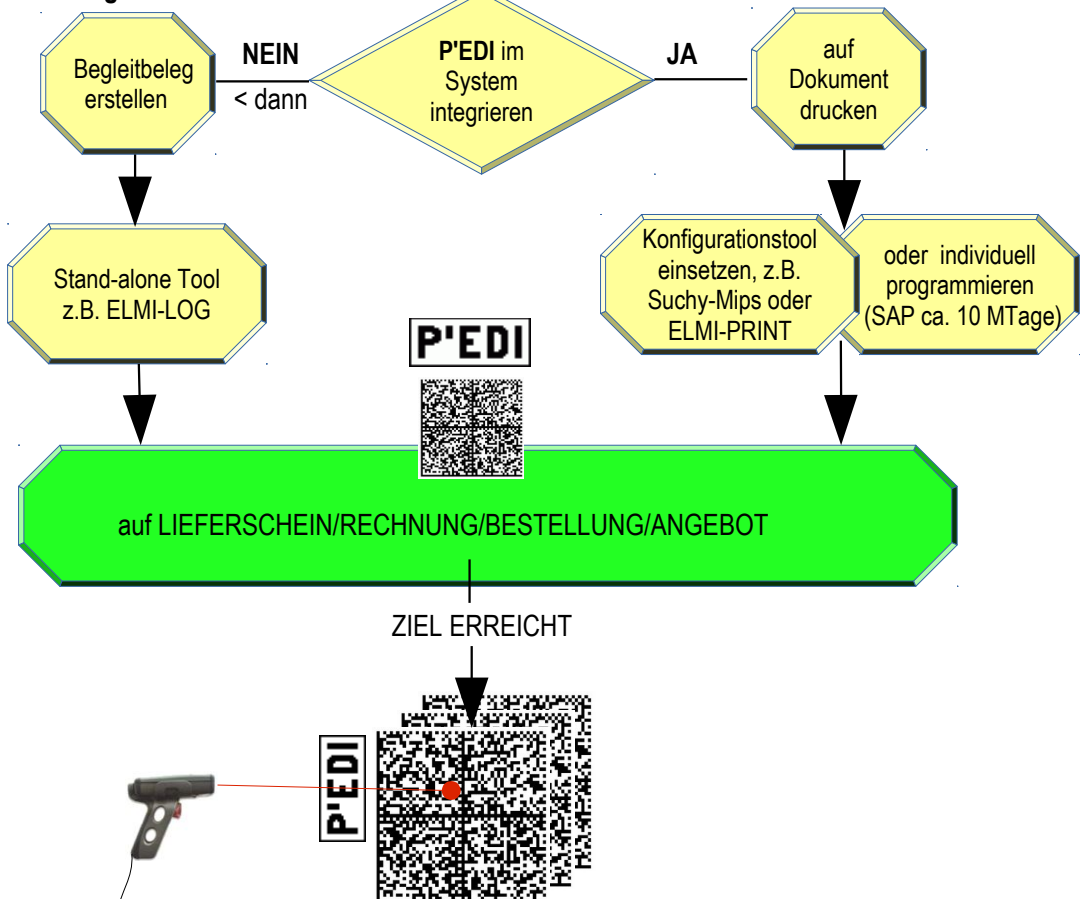 Begleitbeleg
erstellen
NEIN
< dann
P'EDI im
System
integrieren
JA
auf
Dokument
drucken
Stand-alone Tool
z.B. ELMI-LOG
Konfigurationstool
einsetzen, z.B.
Suchy-Mips oder
ELMI-PRINT
oder individuell
programmieren
(SAP ca. 10 MTage)
P'EDI
auf LIEFERSCHEIN/RECHNUNG/BESTELLUNG/ANGEBOT
ZIEL ERREICHT
P'EDI